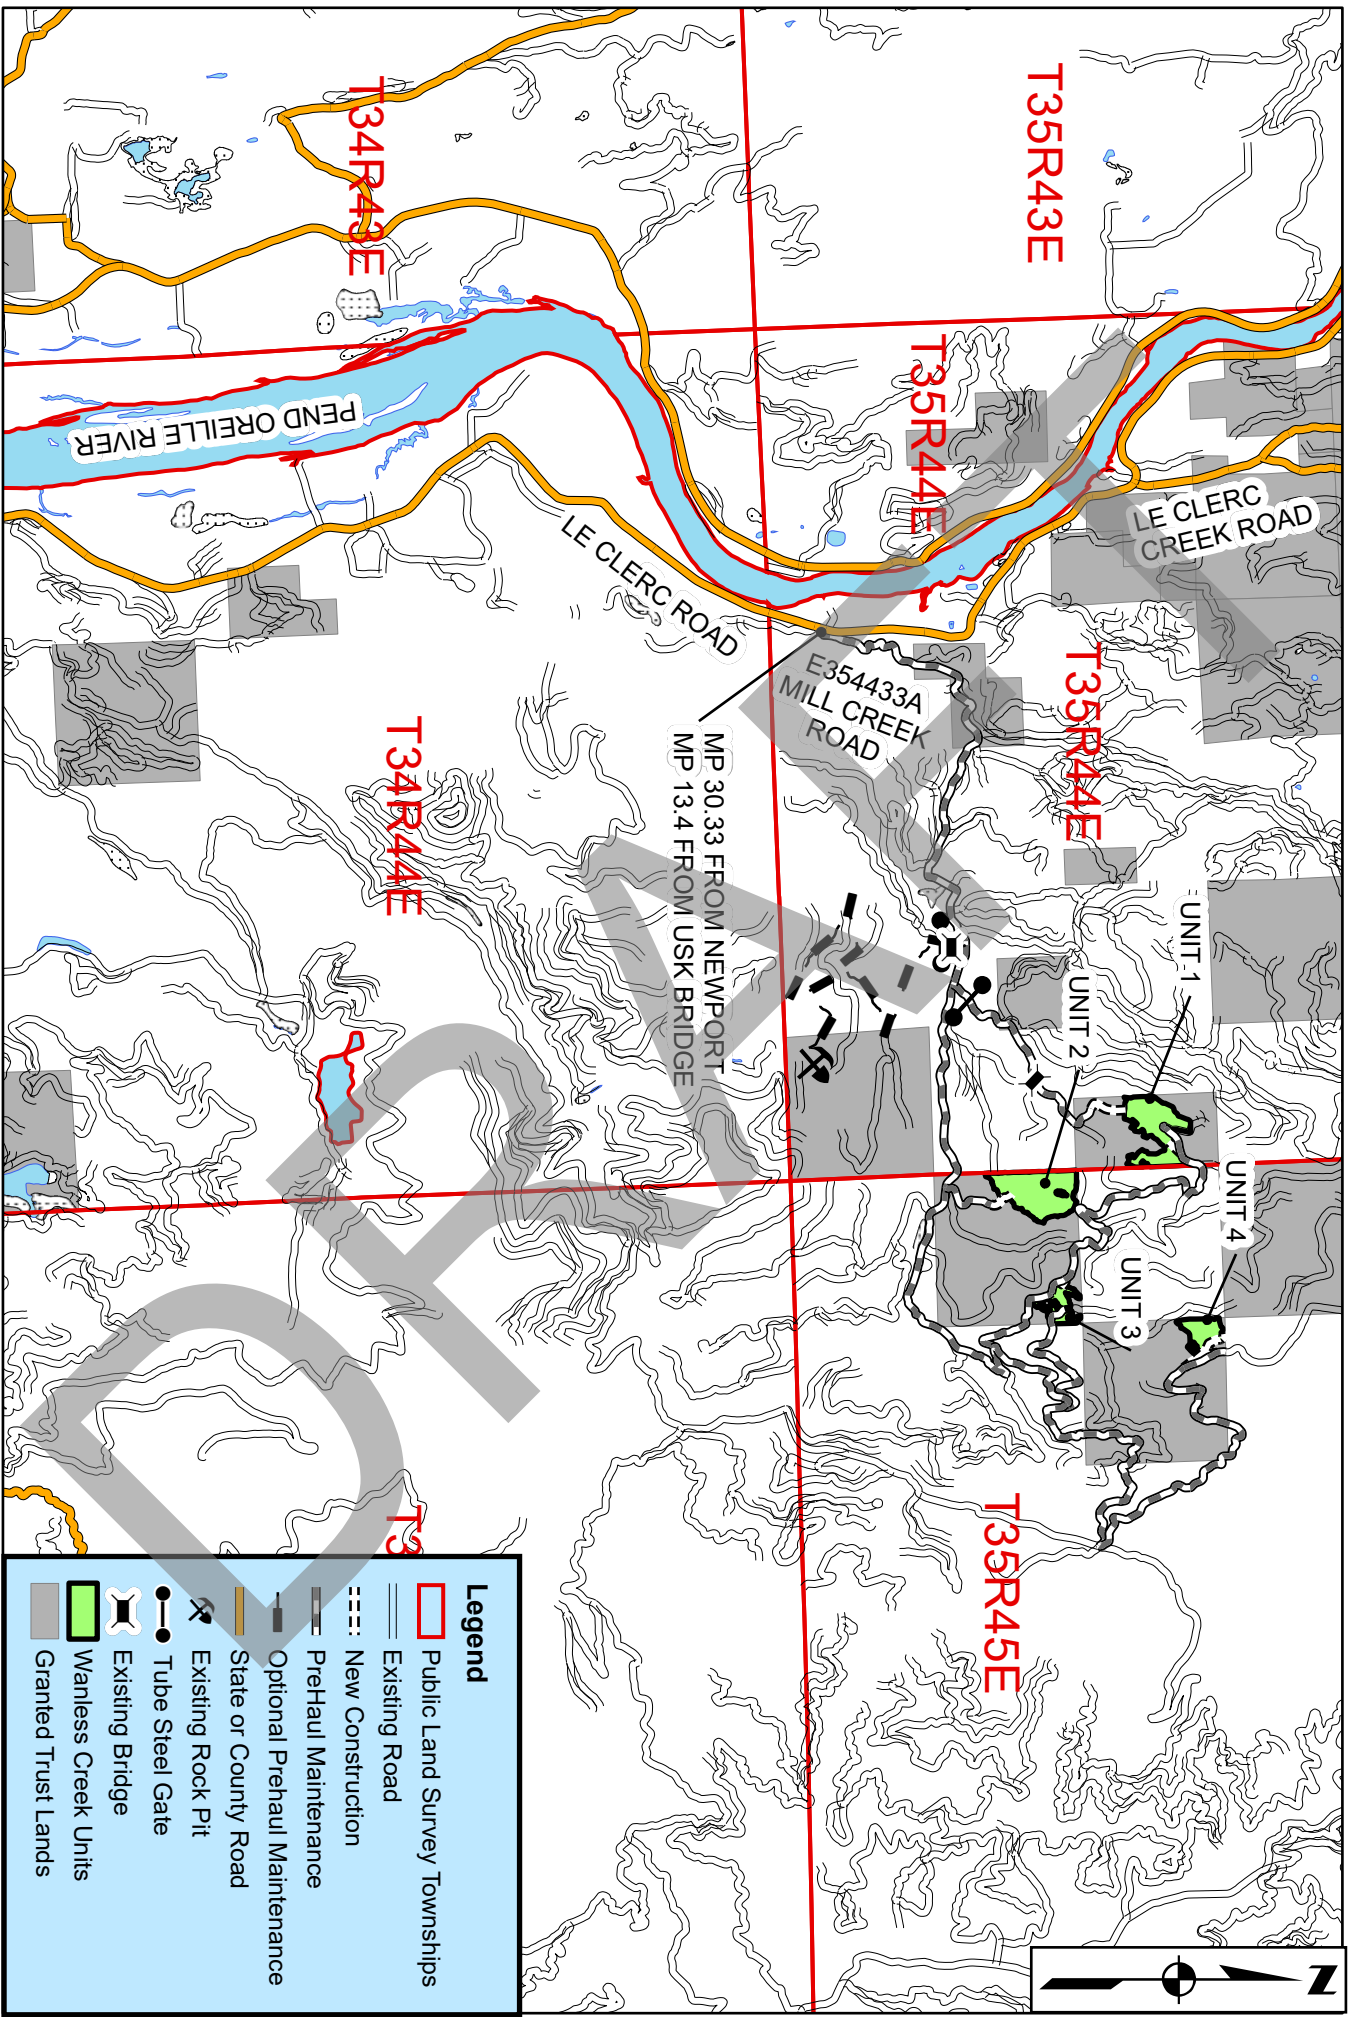 T35R43E
T35R44E
T34R43E
PEND OREILLE RIVER
LE CLERC
CREEK ROAD
LE CLERC ROAD
E354433A
MILL CREEK
ROAD
MP 30.33 FROM NEWPORT
MP 13.4 FROM USK BRIDGE
T35R44E
T34R44E
UNIT 1
UNIT 2
UNIT 4
UNIT 3
T35R45E
T3
DRAFT
Legend
Public Land Survey Townships
Existing Road
New Construction
PreHaul Maintenance
Optional Prehaul Maintenance
State or County Road
Existing Rock Pit
Tube Steel Gate
Existing Bridge
Wanless Creek Units
Granted Trust Lands
N